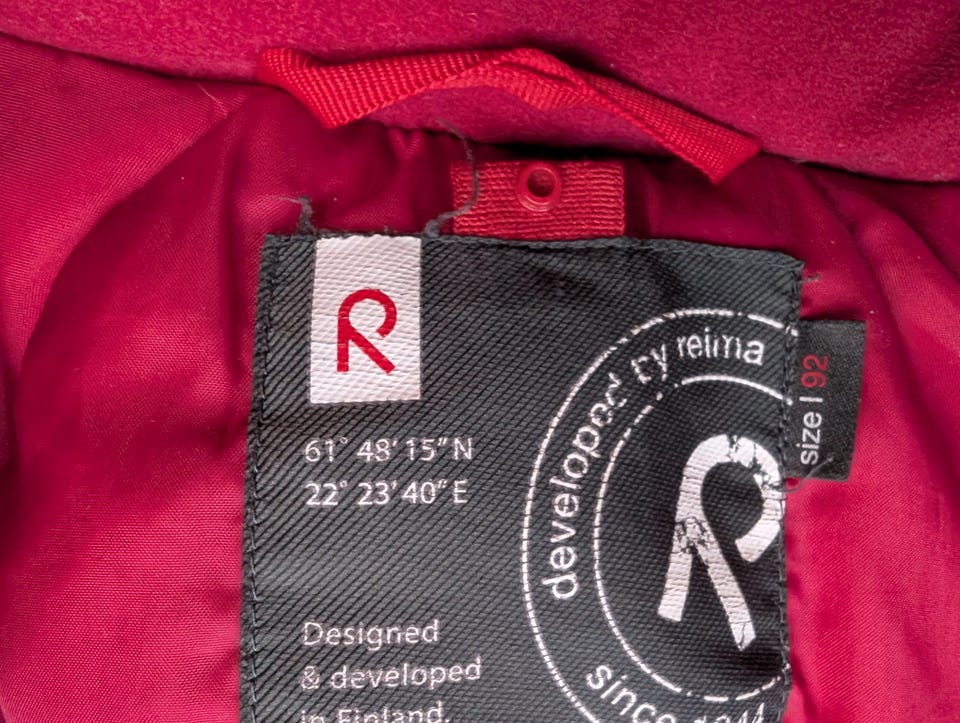 R
61° 48' 15" N
22° 23' 40" E
Designed
& developed
in Finland.
developed by reima
since
size | 92